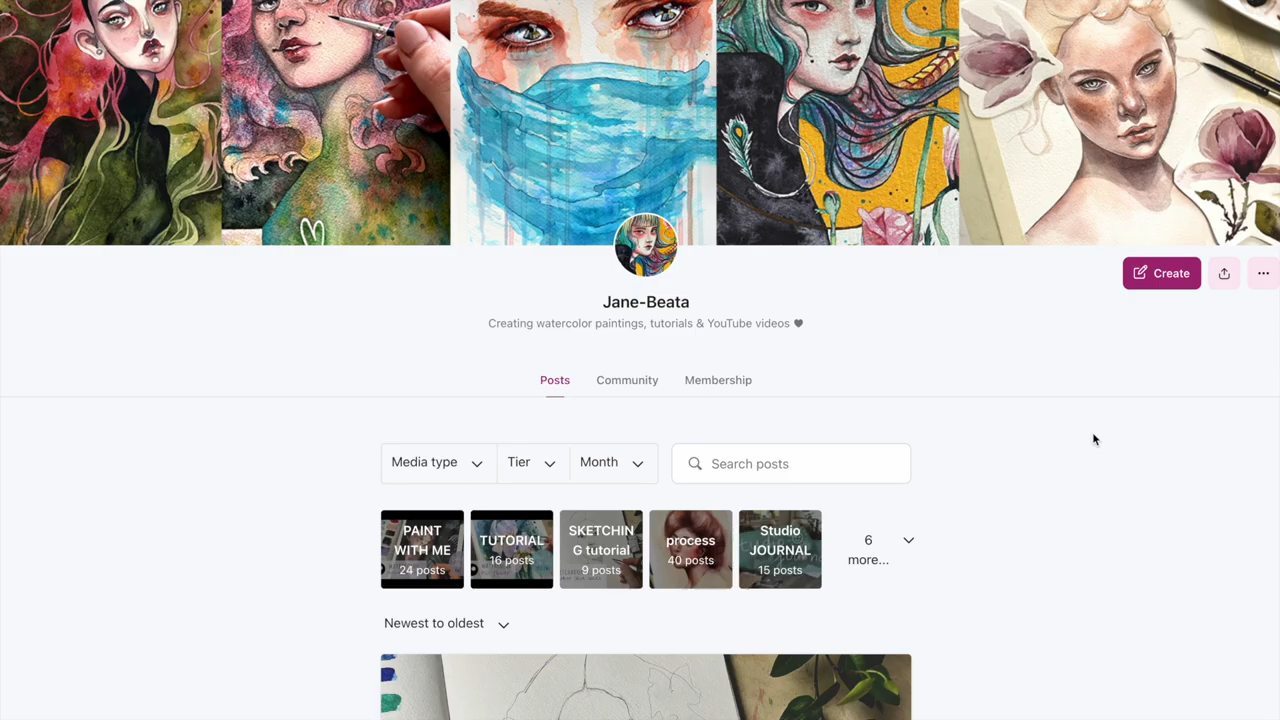 Create
Jane-Beata
Creating watercolor paintings, tutorials & YouTube videos 🖤
Posts
Community
Membership
Media type
Tier
Month
Search posts
PAINT
WITH ME
24 posts
TUTORIAL
16 posts
SKETCHIN
G tutorial
9 posts
process
40 posts
Studio
JOURNAL
15 posts
6
more...
Newest to oldest